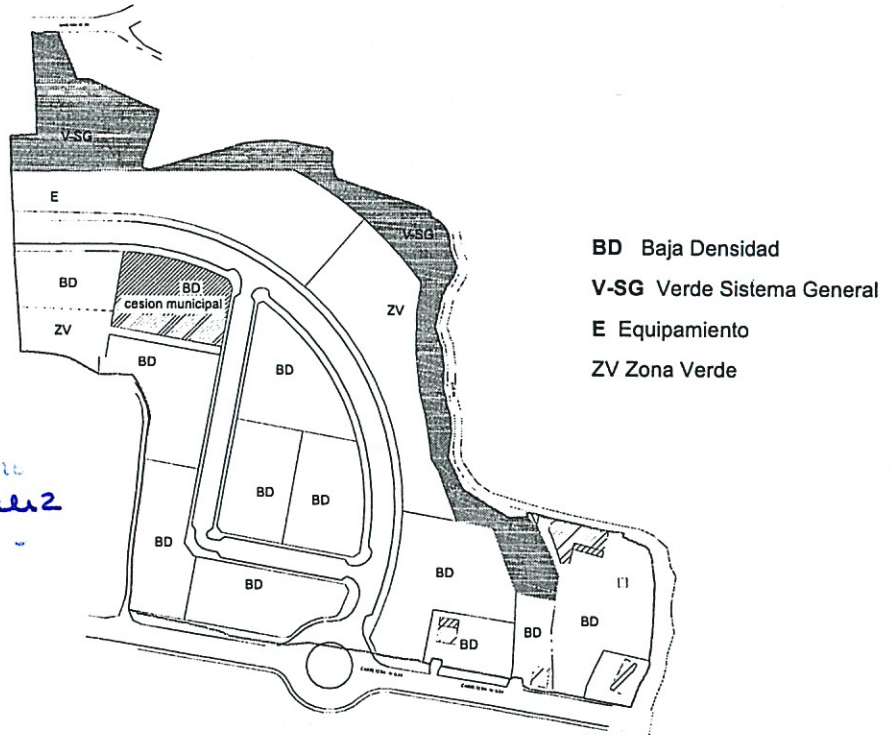 V-SG
E
V-SG
BD
BD
cesion municipal
ZV
ZV
BD
BD
BD
BD
BD
BD
BD
BD
BD
BD
BD Baja Densidad
V-SG Verde Sistema General
E Equipamiento
ZV Zona Verde